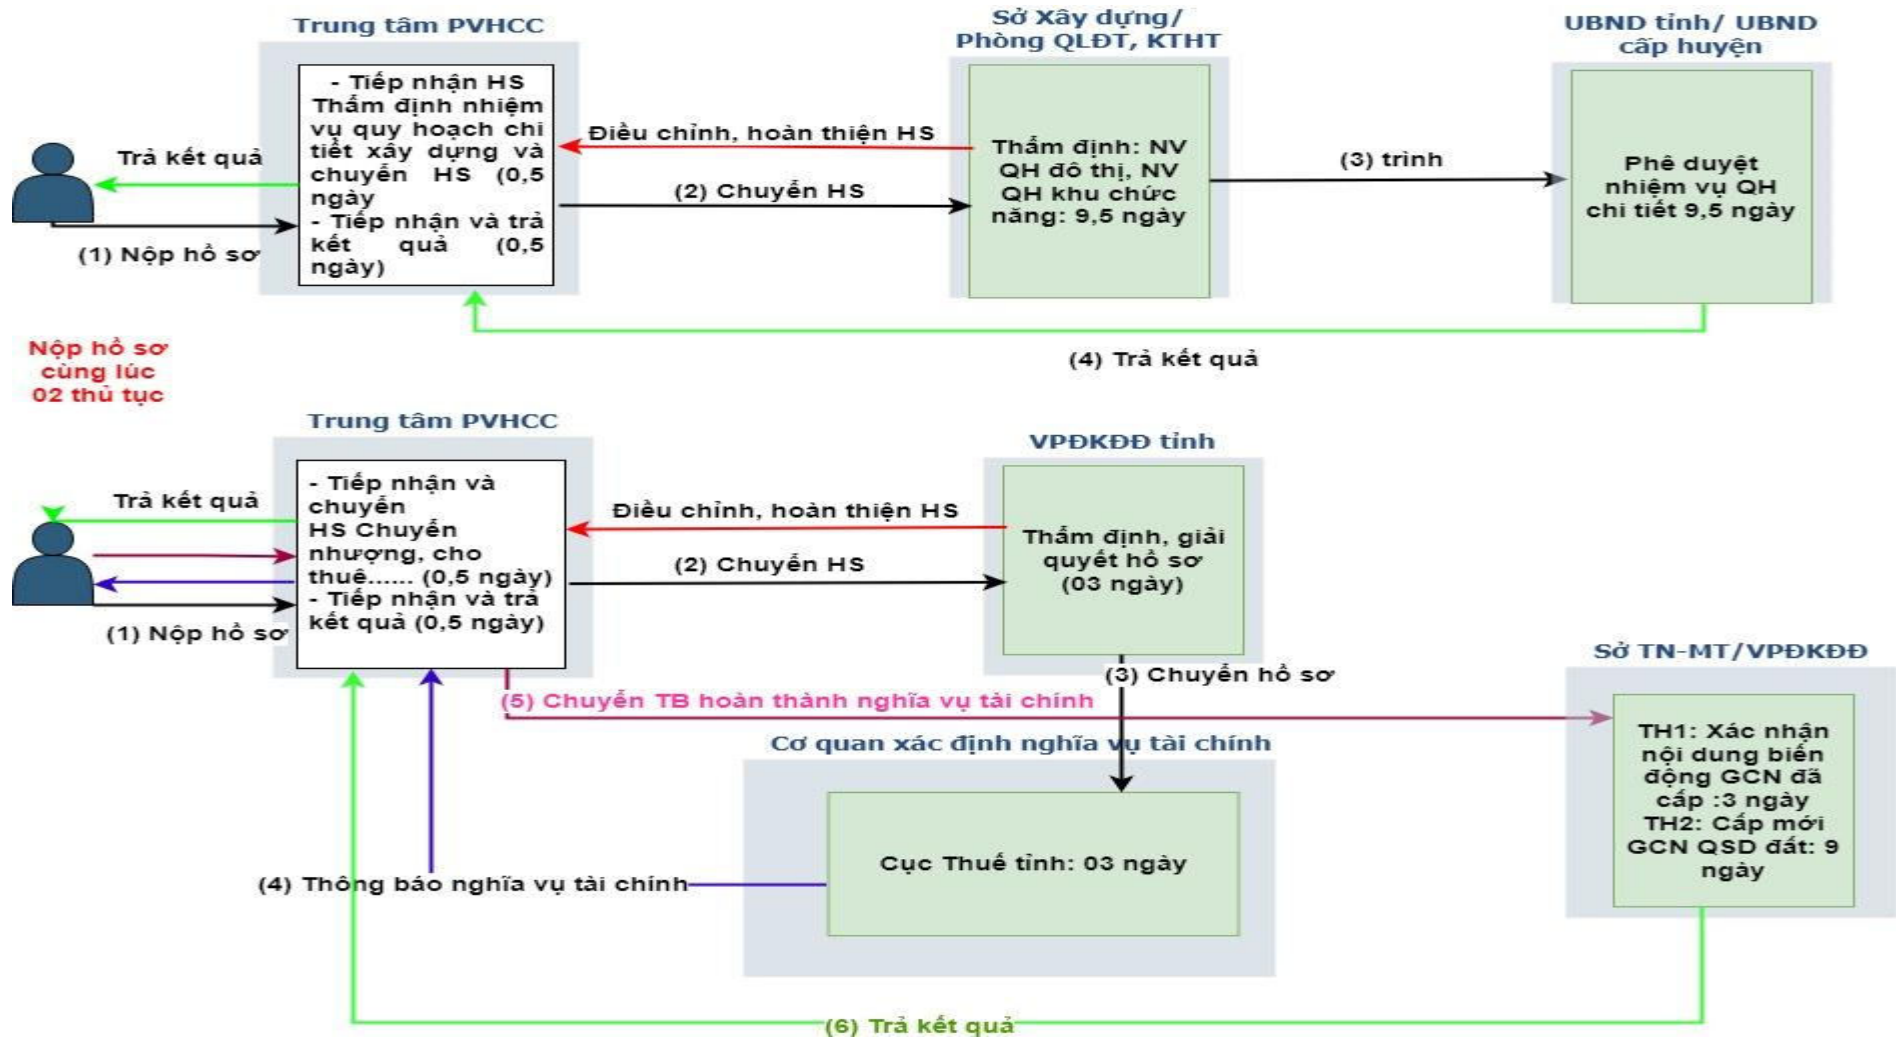 Trung tâm PVHCC
- Tiếp nhận HS
Thẩm định nhiệm
vụ quy hoạch chi
tiết xây dựng và
chuyển HS (0,5
ngày
- Tiếp nhận và trả
kết quả (0,5
ngày)
Trả kết quả
(1) Nộp hồ sơ
Điều chỉnh, hoàn thiện HS
(2) Chuyển HS
Sở Xây dựng/
Phòng QLĐT, KTHT
Thẩm định: NV
QH đô thị, NV
QH khu chức
năng: 9,5 ngày
(3) trình
UBND tỉnh/ UBND
cấp huyện
Phê duyệt
nhiệm vụ QH
chi tiết 9,5 ngày
(4) Trả kết quả
Nộp hồ sơ
cùng lúc
02 thủ tục
Trung tâm PVHCC
- Tiếp nhận và
chuyển
HS Chuyển
nhượng, cho
thuê...... (0,5 ngày)
- Tiếp nhận và trả
kết quả (0,5 ngày)
Trả kết quả
(1) Nộp hồ sơ
Điều chỉnh, hoàn thiện HS
(2) Chuyển HS
VPĐKĐĐ tỉnh
Thẩm định, giải
quyết hồ sơ
(03 ngày)
(3) Chuyển hồ sơ
(5) Chuyển TB hoàn thành nghĩa vụ tài chính
Cơ quan xác định nghĩa vụ tài chính
Cục Thuế tỉnh: 03 ngày
(4) Thông báo nghĩa vụ tài chính
Sở TN-MT/VPĐKĐĐ
TH1: Xác nhận
nội dung biến
động GCN đã
cấp :3 ngày
TH2: Cấp mới
GCN QSD đất: 9
ngày
(6) Trả kết quả